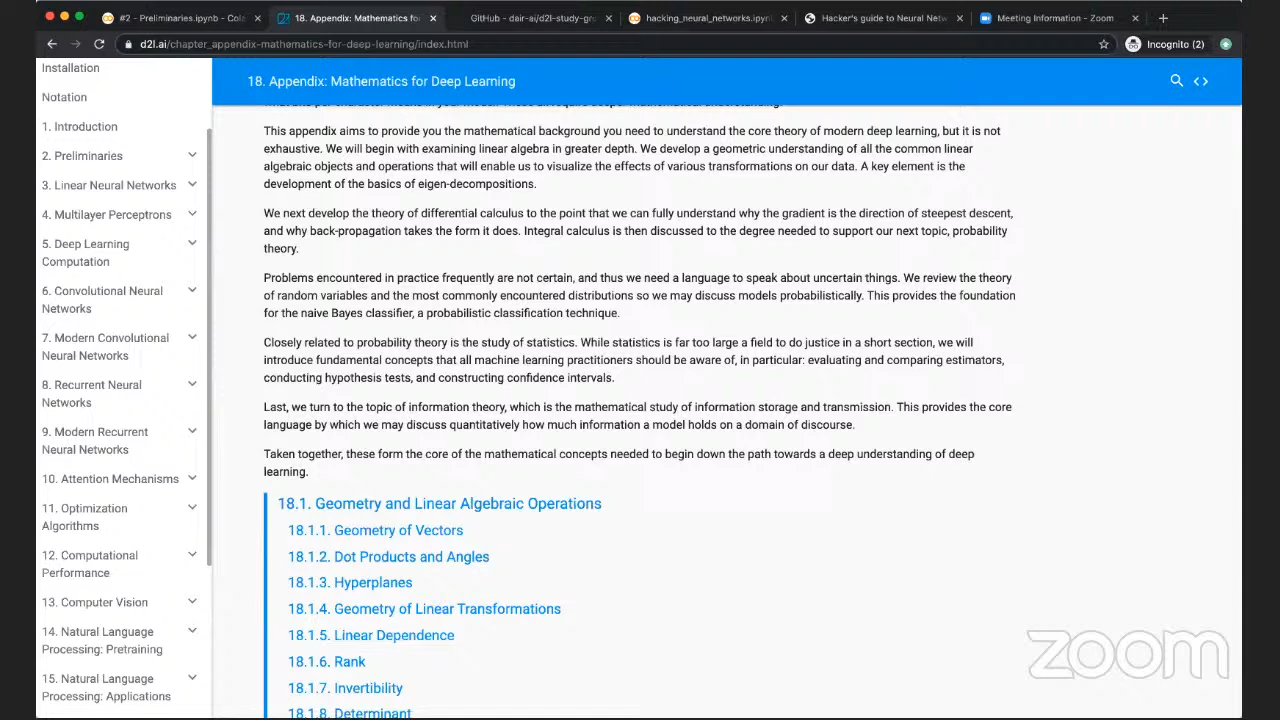 #2 - Preliminaries.ipynb - Cola
18. Appendix: Mathematics for
GitHub - dair-ai/d2l-study-gro
hacking_neural_networks.ipyn
Hacker's guide to Neural Netw
Meeting Information - Zoom
d2l.ai/chapter_appendix-mathematics-for-deep-learning/index.html
Incognito (2)
Installation
Notation
1. Introduction
2. Preliminaries
3. Linear Neural Networks
4. Multilayer Perceptrons
5. Deep Learning
Computation
6. Convolutional Neural
Networks
7. Modern Convolutional
Neural Networks
8. Recurrent Neural
Networks
9. Modern Recurrent
Neural Networks
10. Attention Mechanisms
11. Optimization
Algorithms
12. Computational
Performance
13. Computer Vision
14. Natural Language
Processing: Pretraining
15. Natural Language
Processing: Applications
18. Appendix: Mathematics for Deep Learning
This appendix aims to provide you the mathematical background you need to understand the core theory of modern deep learning, but it is not
exhaustive. We will begin with examining linear algebra in greater depth. We develop a geometric understanding of all the common linear
algebraic objects and operations that will enable us to visualize the effects of various transformations on our data. A key element is the
development of the basics of eigen-decompositions.
We next develop the theory of differential calculus to the point that we can fully understand why the gradient is the direction of steepest descent,
and why back-propagation takes the form it does. Integral calculus is then discussed to the degree needed to support our next topic, probability
theory.
Problems encountered in practice frequently are not certain, and thus we need a language to speak about uncertain things. We review the theory
of random variables and the most commonly encountered distributions so we may discuss models probabilistically. This provides the foundation
for the naive Bayes classifier, a probabilistic classification technique.
Closely related to probability theory is the study of statistics. While statistics is far too large a field to do justice in a short section, we will
introduce fundamental concepts that all machine learning practitioners should be aware of, in particular: evaluating and comparing estimators,
conducting hypothesis tests, and constructing confidence intervals.
Last, we turn to the topic of information theory, which is the mathematical study of information storage and transmission. This provides the core
language by which we may discuss quantitatively how much information a model holds on a domain of discourse.
Taken together, these form the core of the mathematical concepts needed to begin down the path towards a deep understanding of deep
learning.
18.1. Geometry and Linear Algebraic Operations
18.1.1. Geometry of Vectors
18.1.2. Dot Products and Angles
18.1.3. Hyperplanes
18.1.4. Geometry of Linear Transformations
18.1.5. Linear Dependence
18.1.6. Rank
18.1.7. Invertibility
18.1.8. Determinant
zoom